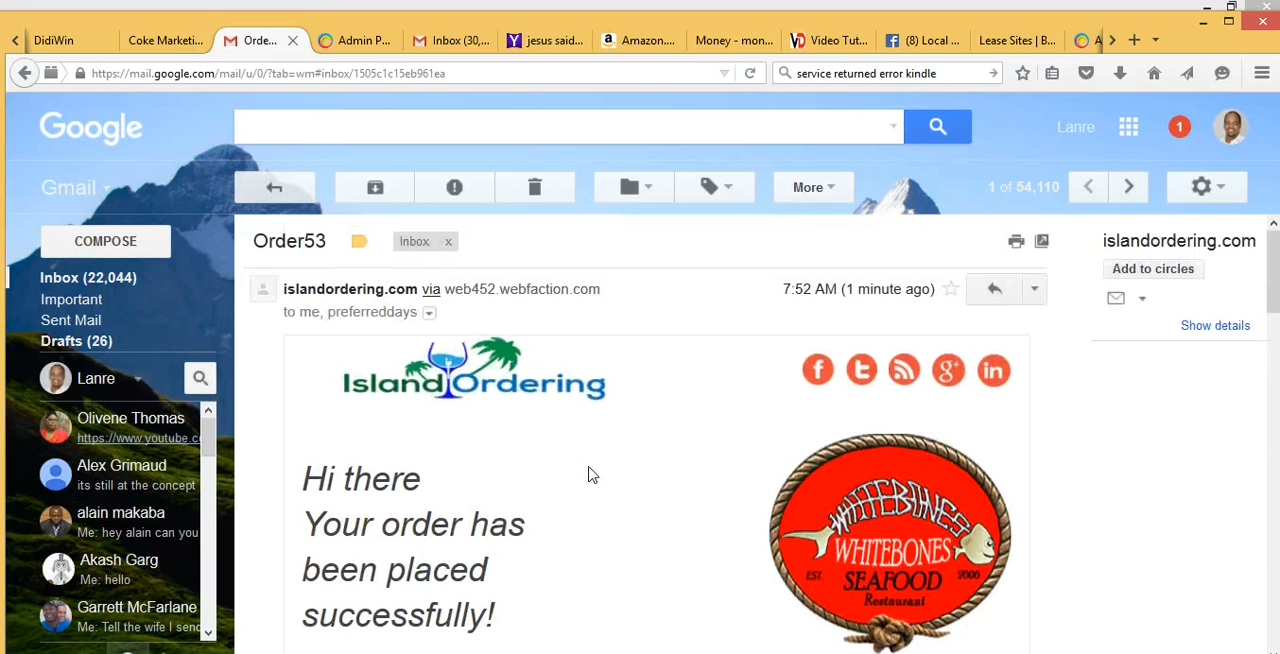 DidiWin
Coke Marketi...
Orde...
Admin P...
Inbox (30,...
jesus said...
Amazon....
Money - mon...
Video Tut...
(8) Local ...
Lease Sites | B...
A
https://mail.google.com/mail/u/0/?tab=wm#inbox/1505c1c15eb961ea
service returned error kindle
Google
Lanre
1
Gmail
More
1 of 54,110
COMPOSE
Order53
Inbox x
islandordering.com
Add to circles
Inbox (22,044)
Important
Sent Mail
Drafts (26)
islandordering.com via web452.webfaction.com
7:52 AM (1 minute ago)
to me, preferreddays
Show details
Lanre
Olivene Thomas
https://www.youtube.c
Alex Grimaud
its still at the concept
alain makaba
Me: hey alain can you
Akash Garg
Me: hello
Garrett McFarlane
Me: Tell the wife I send
IslandOrdering
Hi there
Your order has
been placed
successfully!
WHITEBONES
WHITEBONES
EST. SEAFOOD 2006
Restaurant